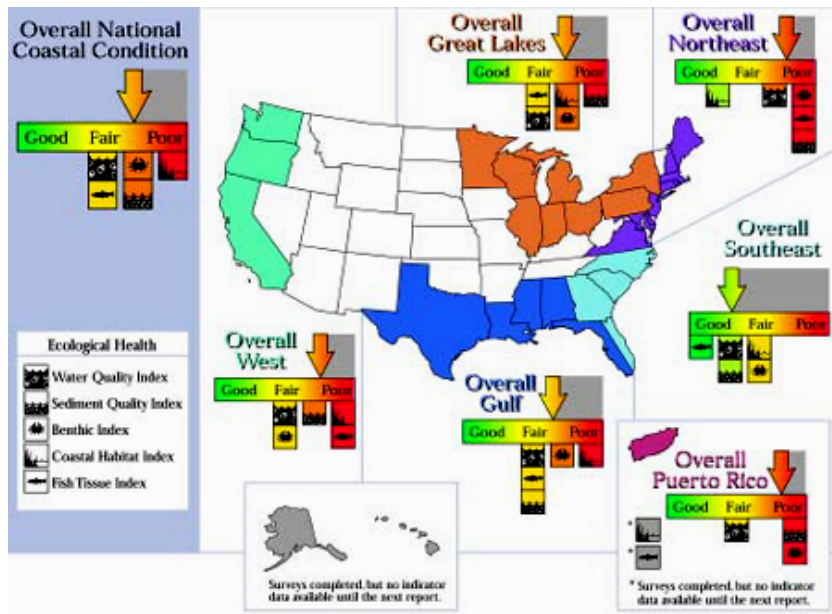 Overall National
Coastal Condition
Good Fair Poor
Overall
Great Lakes
Good Fair Poor
Overall
Northeast
Good Fair Poor
Overall
Southeast
Good Fair Poor
Overall
West
Good Fair Poor
Overall
Gulf
Good Fair Poor
Overall
Puerto Rico
Good Fair Poor
*
*
* Surveys completed, but no indicator
data available until the next report.
Ecological Health
Water Quality Index
Sediment Quality Index
Benthic Index
Coastal Habitat Index
Fish Tissue Index
Surveys completed, but no indicator
data available until the next report.